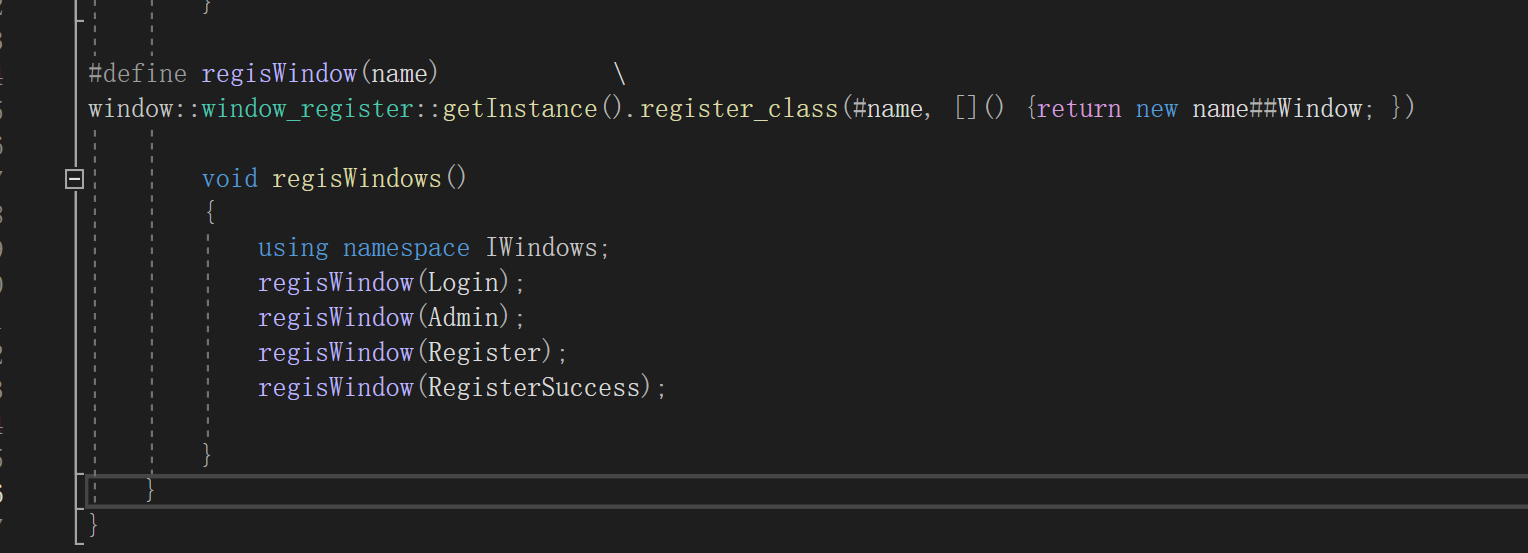 }
#define regisWindow(name) \
window::window_register::getInstance().register_class(#name, []() {return new name##Window; })
void regisWindows()
{
using namespace IWindows;
regisWindow(Login);
regisWindow(Admin);
regisWindow(Register);
regisWindow(RegisterSuccess);
}
}
}